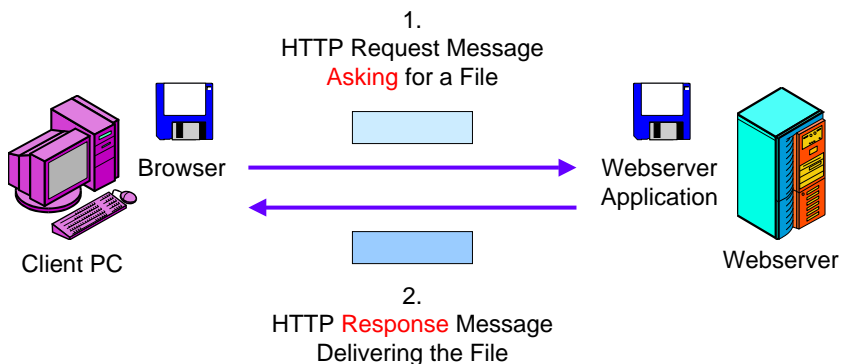 1.
HTTP Request Message
Asking for a File
Browser
Webserver
Application
Client PC
Webserver
2.
HTTP Response Message
Delivering the File